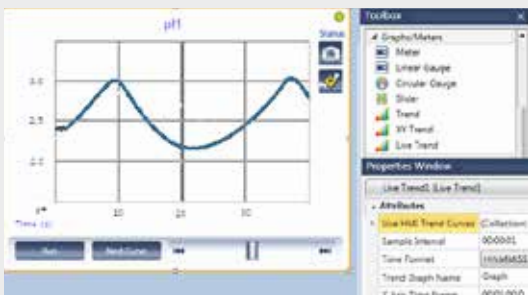 pH
Status
3.0
2.5
2.0
10
20
30
Time (s)
Run
Next Curve
Toolbox
Graphs/Meters
Meter
Linear Gauge
Circular Gauge
Slider
Trend
XY Trend
Live Trend
Properties Window
Live Trend1 (Live Trend)
Attributes
Live HMI Trend Curves (Collection)
Sample Interval 00:00:01
Time Format
Trend Graph Name Graph